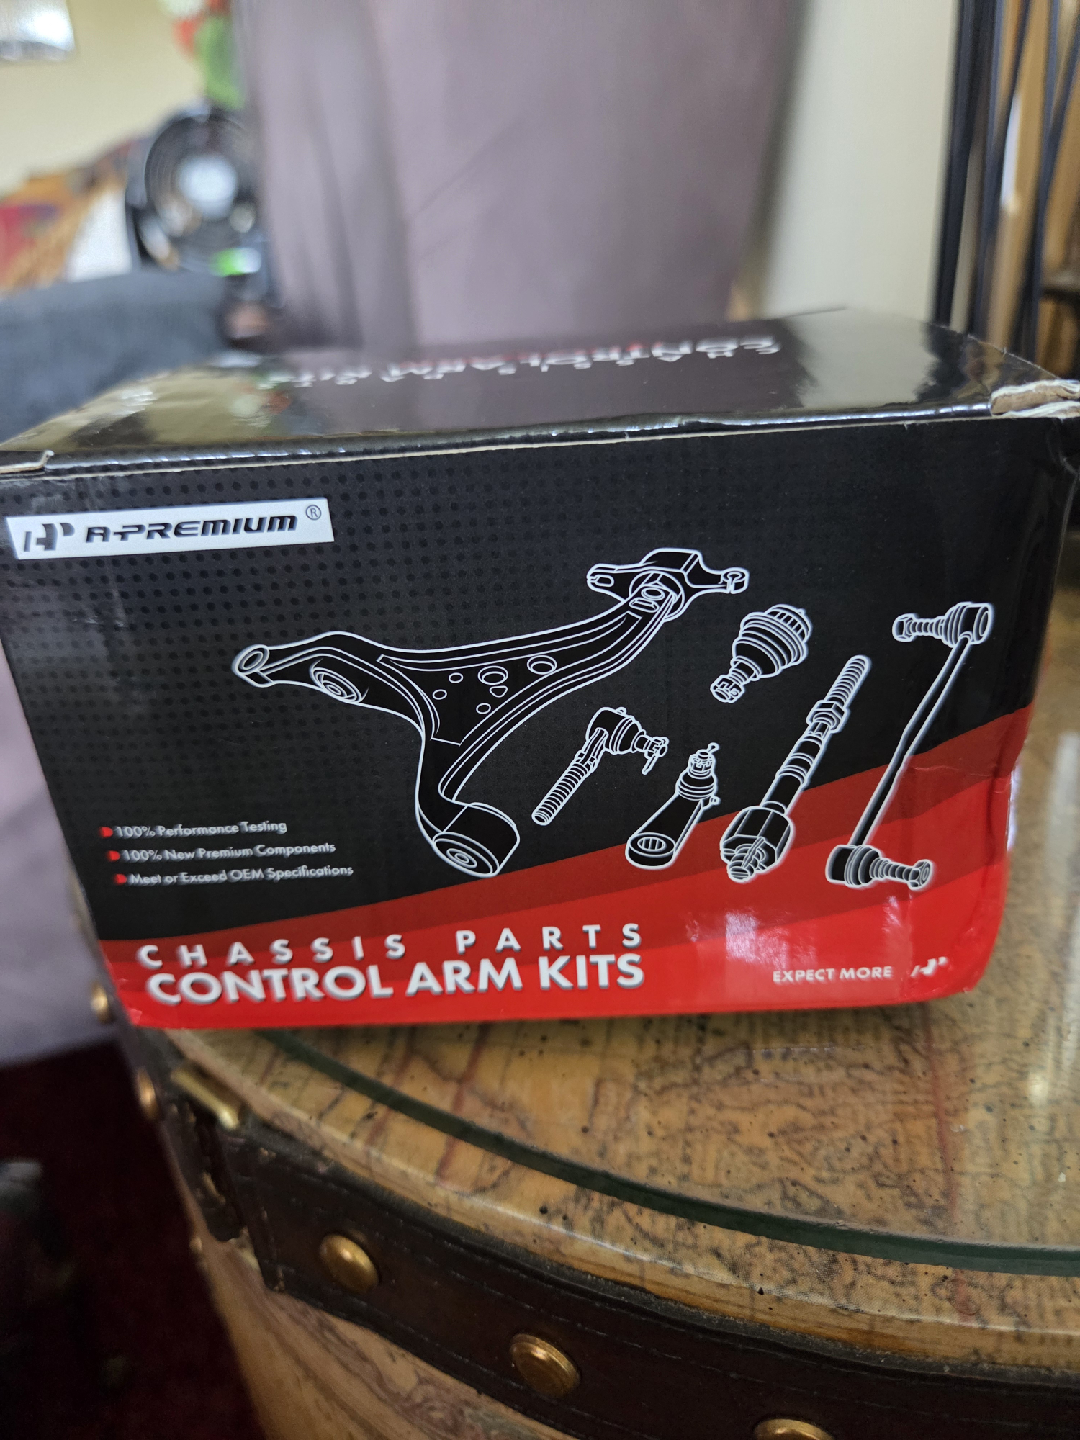 A-PREMIUM®
100% Performance Testing
100% New Premium Components
Meet or Exceed OEM Specifications
CHASSIS PARTS
CONTROL ARM KITS
EXPECT MORE